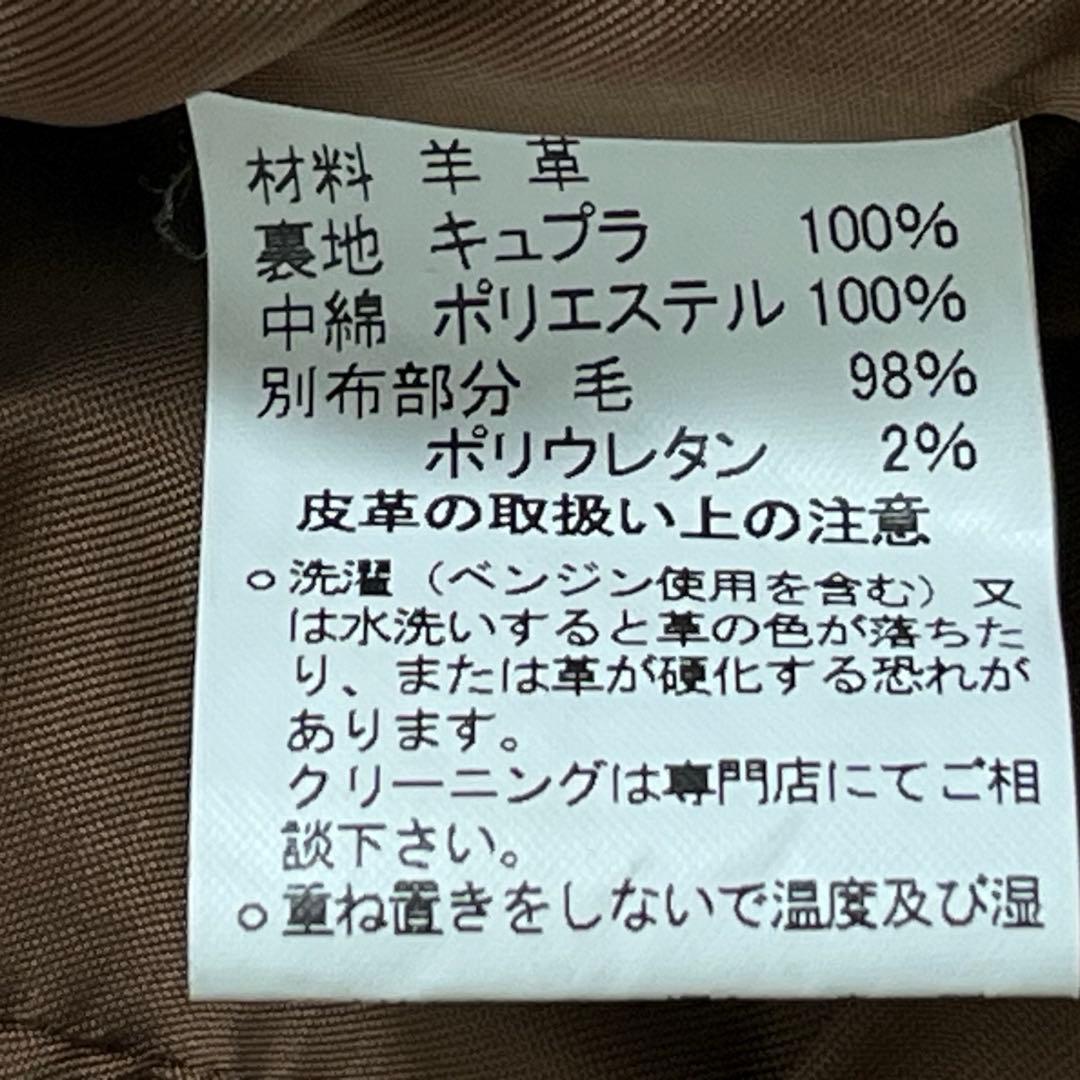 材料 羊 革
裏地 キュプラ 100%
中綿 ポリエステル 100%
別布部分 毛 98%
ポリウレタン 2%
皮革の取扱い上の注意
○洗濯（ベンジン使用を含む）又
は水洗いすると革の色が落ちた
り、または革が硬化する恐れが
あります。
クリーニングは専門店にてご相
談下さい。
○重ね置きをしないで温度及び湿